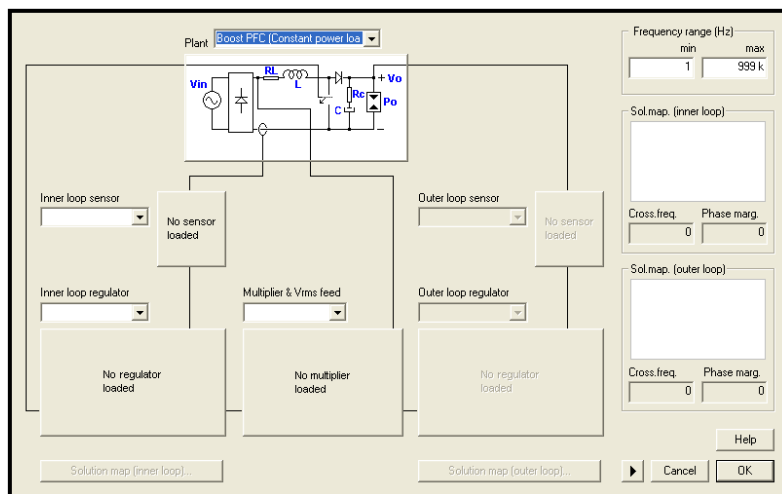 Plant
Boost PFC (Constant power loa
Frequency range (Hz)
min max
1 999 k
Vin
RL
L
C
Rc
+ Vo
Po
−
Sol.map. (inner loop)
Cross.freq. Phase marg.
0 0
Inner loop sensor
No sensor
loaded
Outer loop sensor
No sensor
loaded
Sol.map. (outer loop)
Cross.freq. Phase marg.
0 0
Inner loop regulator
Multiplier & Vrms feed
Outer loop regulator
No regulator
loaded
No multiplier
loaded
No regulator
loaded
Help
Solution map (inner loop)...
Solution map (outer loop)...
Cancel
OK